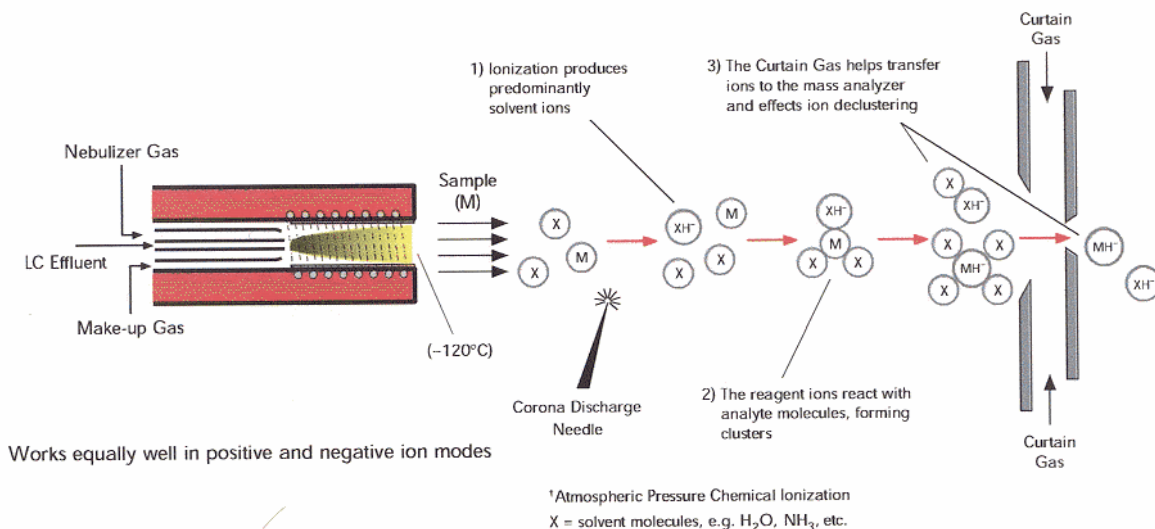 Curtain
Gas
1) Ionization produces
predominantly
solvent ions
3) The Curtain Gas helps transfer
ions to the mass analyzer
and effects ion declustering
Nebulizer Gas
Sample
(M)
LC Effluent
Make-up Gas
(~120°C)
X
M
X
XH⁻
M
X
X
XH⁻
M
X
X
X
XH⁻
X
X
MH⁻
X
X
MH⁻
XH⁻
Corona Discharge
Needle
2) The reagent ions react with
analyte molecules, forming
clusters
Curtain
Gas
Works equally well in positive and negative ion modes
†Atmospheric Pressure Chemical Ionization
X = solvent molecules, e.g. H₂O, NH₃, etc.